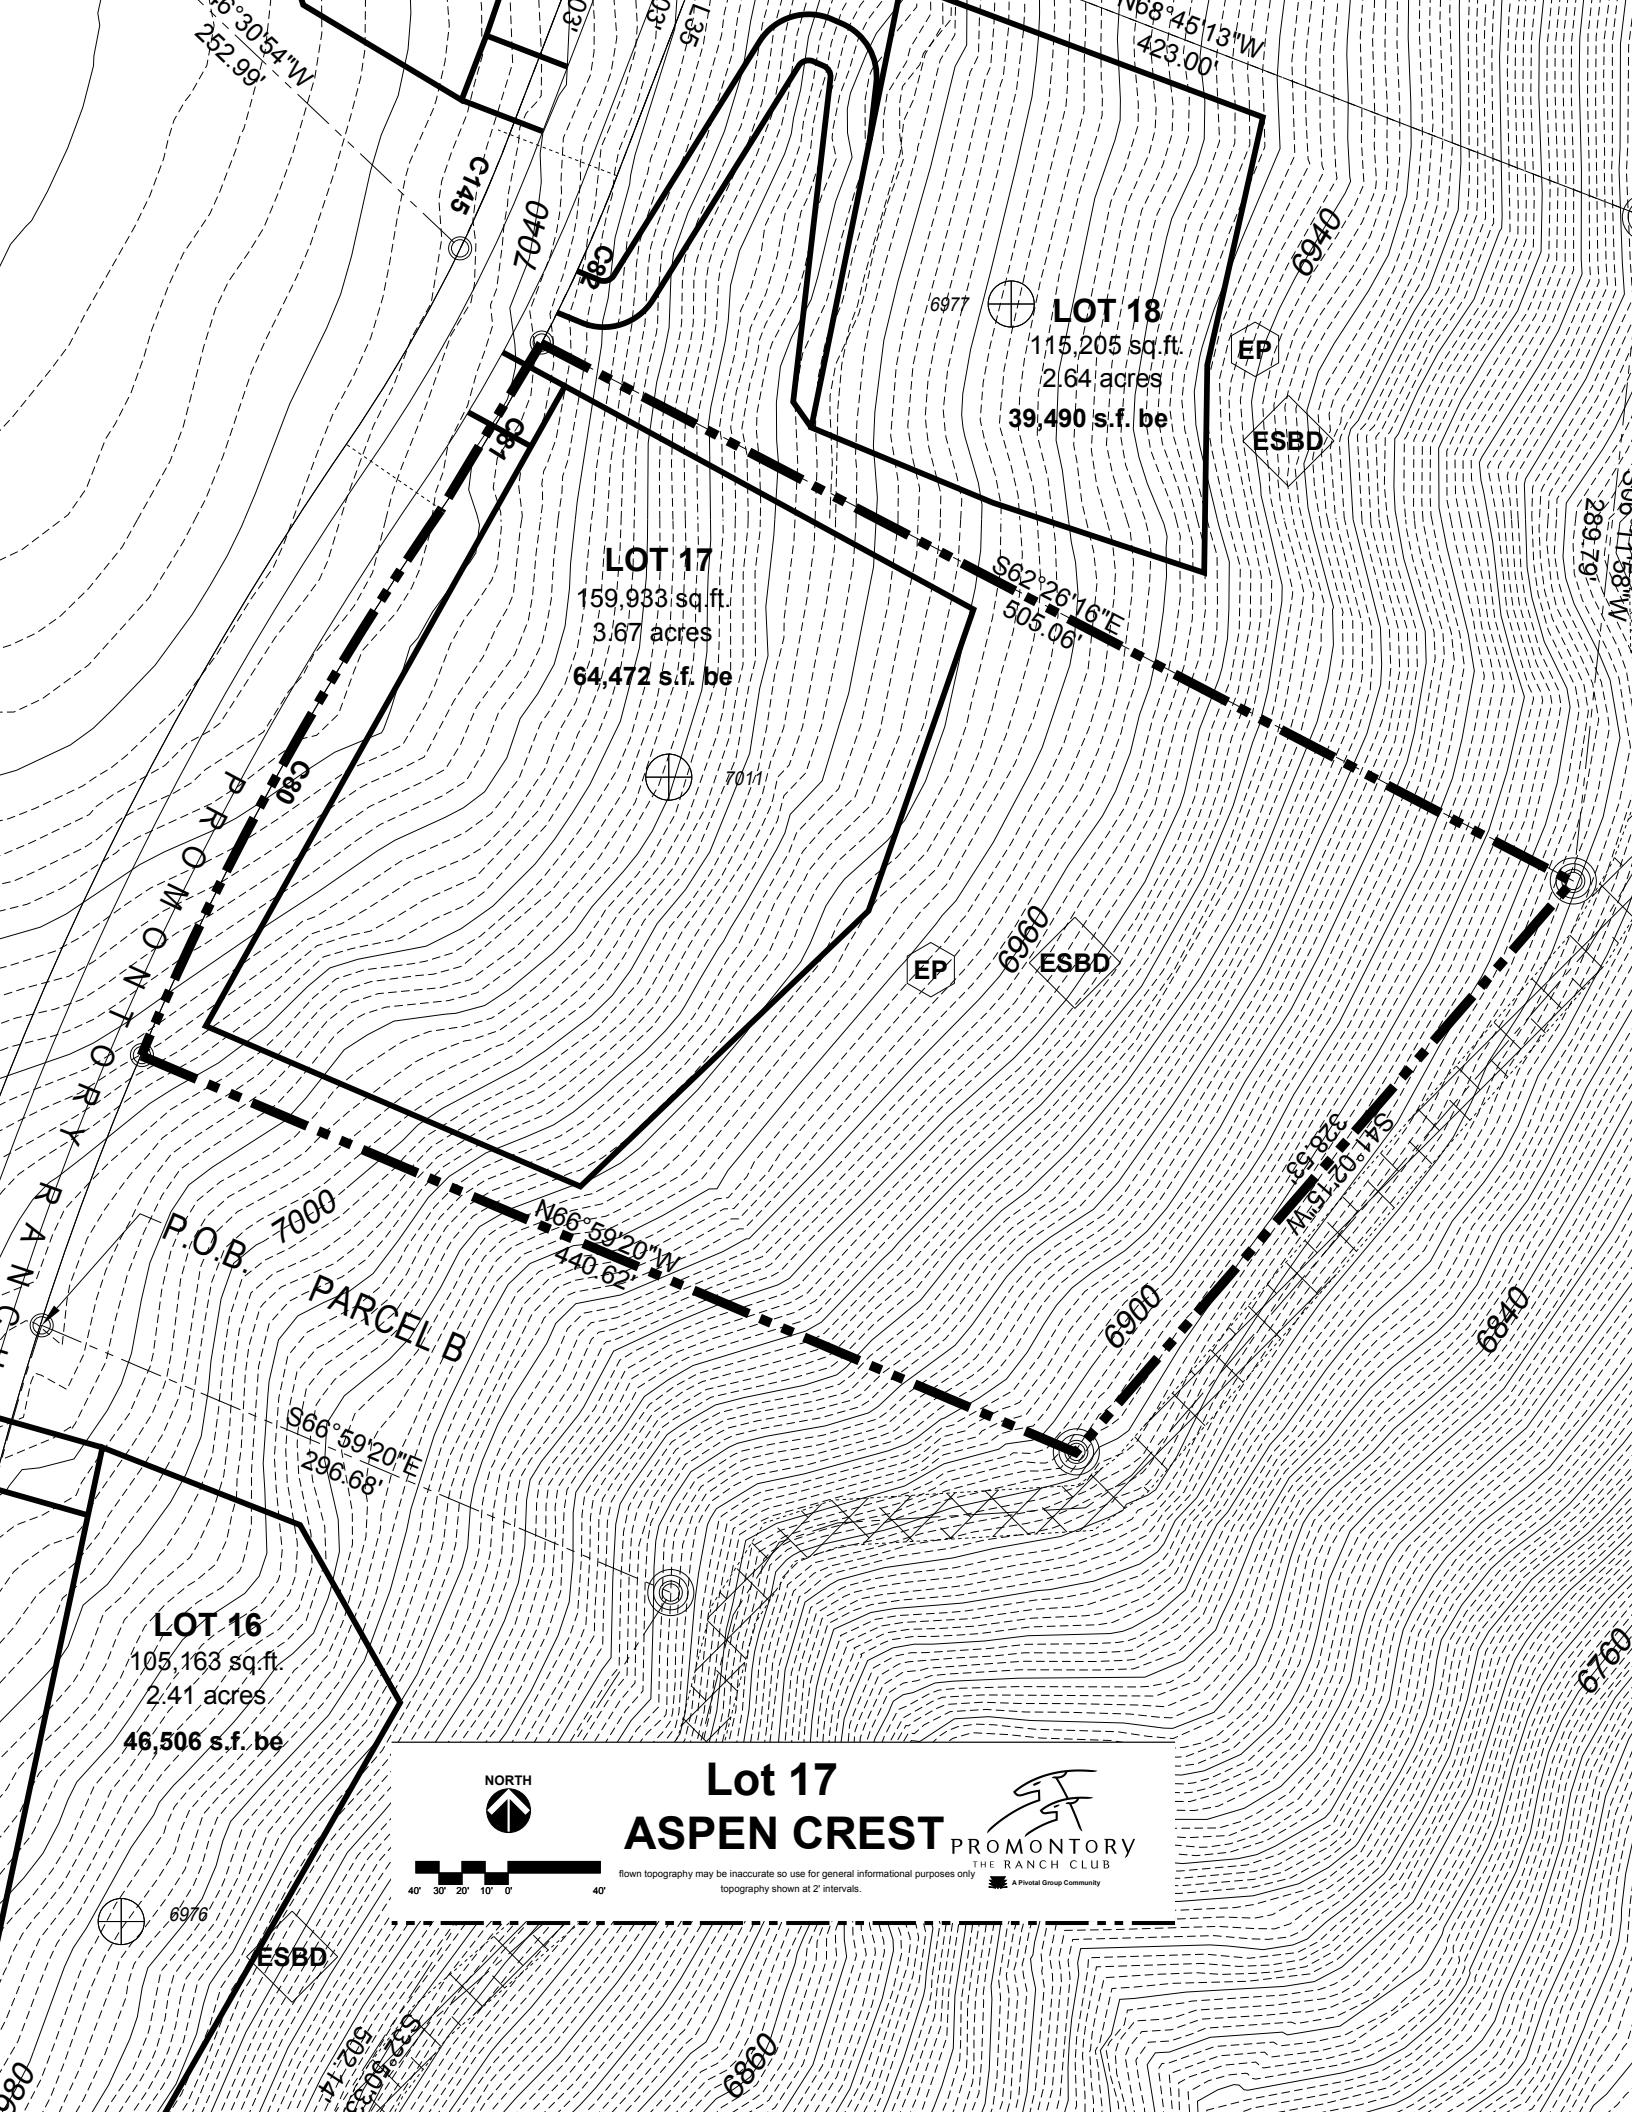 252.99'
L35
N68°45'13"W
423.00'
C145
7040
C82
6940
6977
LOT 18
115,205 sq.ft.
2.64 acres
39,490 s.f. be
EP
ESBD
C81
289.79'
LOT 17
159,933 sq.ft.
3.67 acres
64,472 s.f. be
S62°26'16"E
505.06'
7011
C80
PROMONTORY
EP
6960
ESBD
S41°02'15"W
328.53'
P.O.B.
7000
PARCEL B
N66°59'20"W
440.62'
6900
6840
S66°59'20"E
296.68'
LOT 16
105,163 sq.ft.
2.41 acres
46,506 s.f. be
6760
NORTH
Lot 17
ASPEN CREST
PROMONTORY
THE RANCH CLUB
A Pivotal Group Community
flown topography may be inaccurate so use for general informational purposes only
topography shown at 2' intervals.
40' 30' 20' 10' 0' 40'
6976
ESBD
502.14'
6860